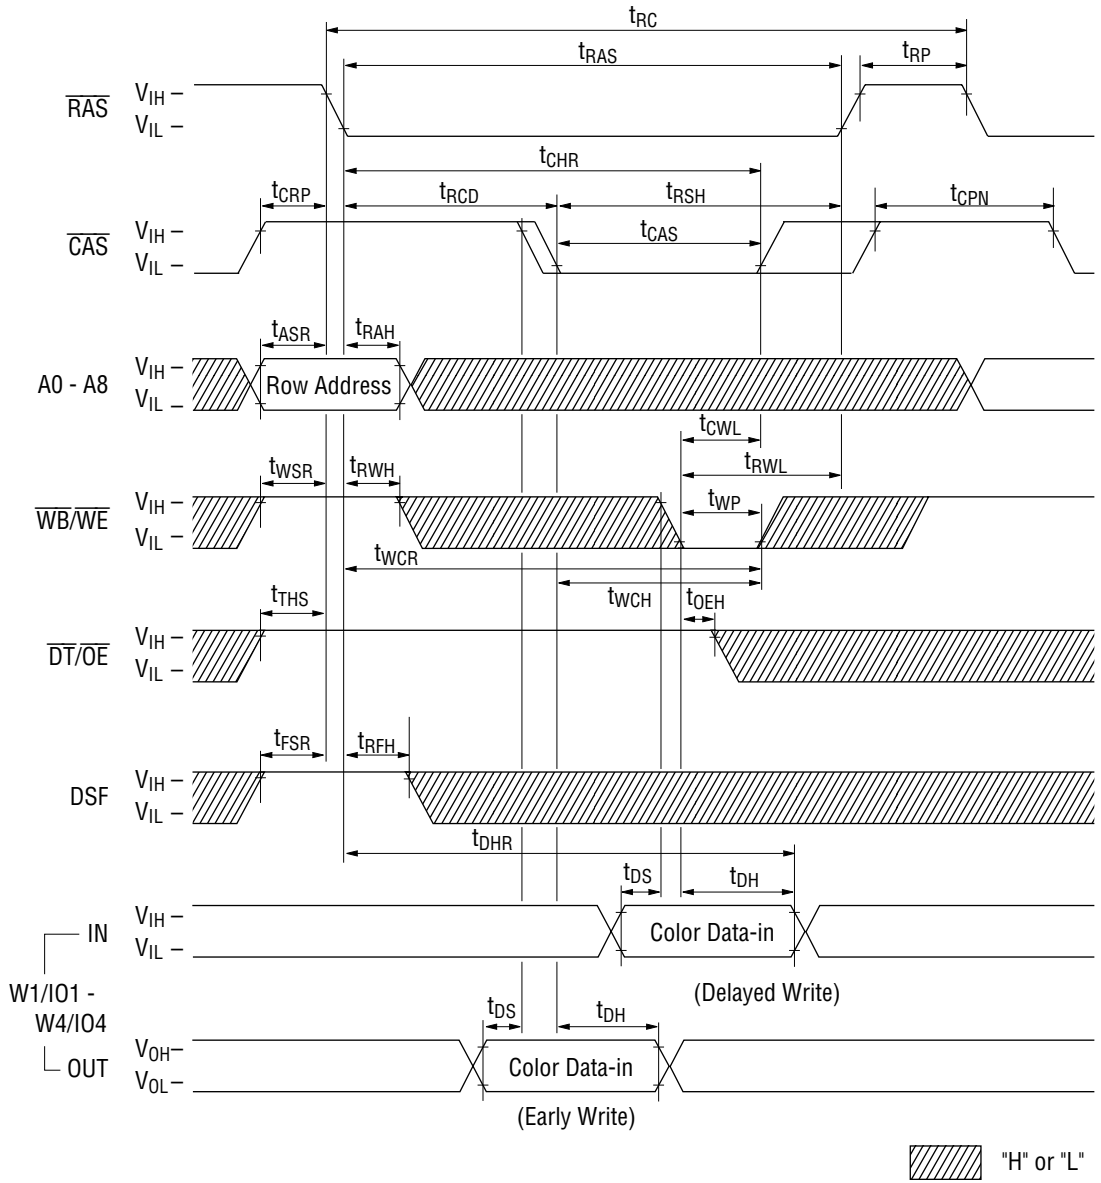 tRC
tRAS
tRP
RAS
VIH
VIL
tCHR
tCRP
tRCD
tRSH
tCPN
CAS
VIH
VIL
tCAS
tASR
tRAH
A0 - A8
VIH
VIL
Row Address
tCWL
tRWL
tWSR
tRWH
tWP
WB/WE
VIH
VIL
tWCR
tWCH
tTHS
tOEH
DT/OE
VIH
VIL
tFSR
tRFH
DSF
VIH
VIL
tDHR
tDS
tDH
IN
VIH
VIL
Color Data-in
(Delayed Write)
W1/IO1 -
W4/IO4
tDS
tDH
OUT
VOH
VOL
Color Data-in
(Early Write)
"H" or "L"